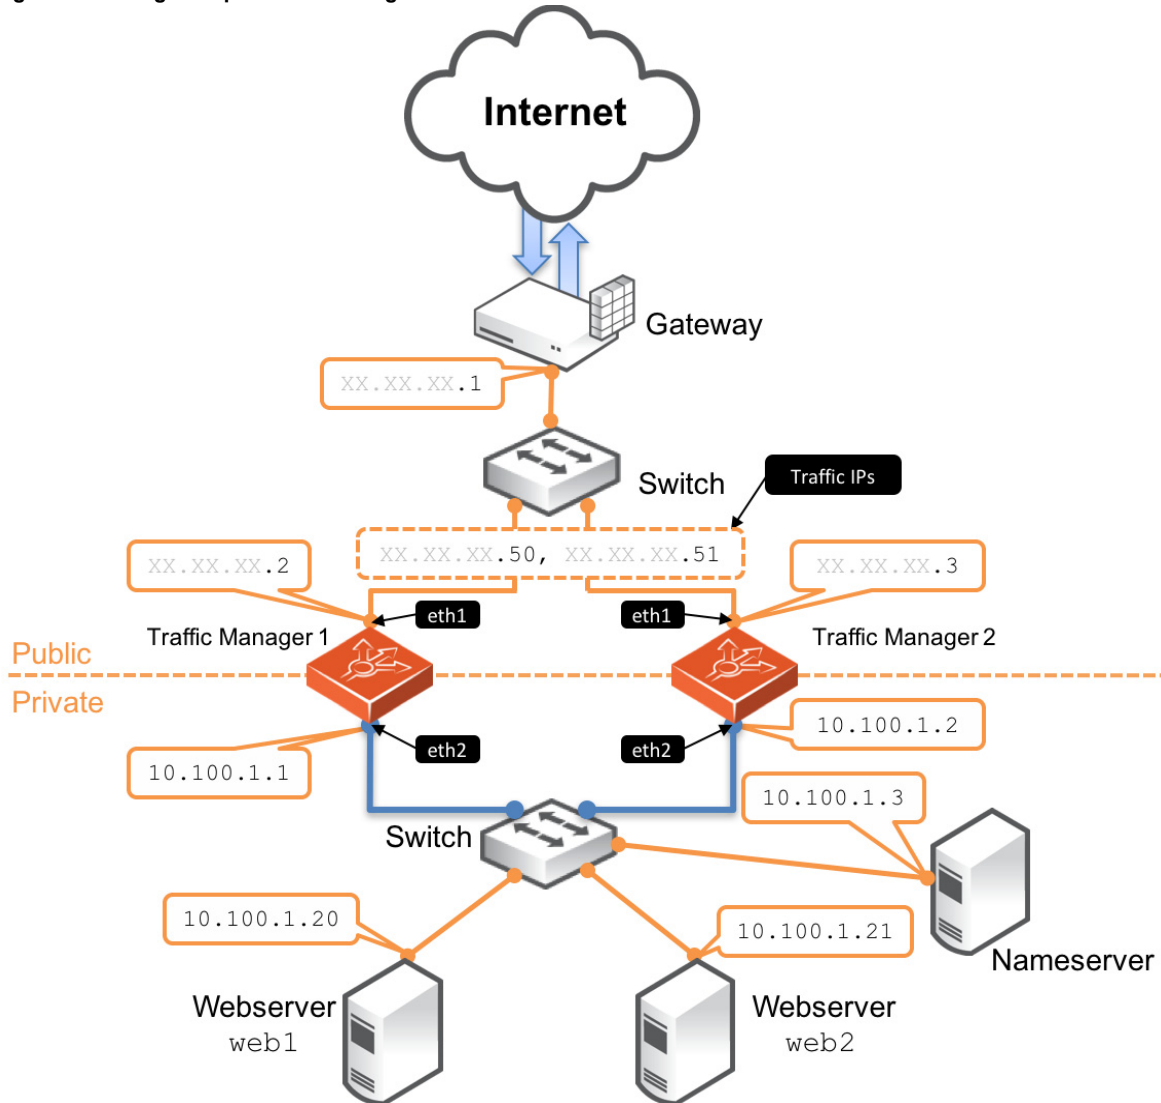 Internet
Gateway
XX.XX.XX.1
Switch
Traffic IPs
XX.XX.XX.50, XX.XX.XX.51
XX.XX.XX.2
XX.XX.XX.3
eth1
eth1
Traffic Manager 1
Traffic Manager 2
Public
Private
10.100.1.2
eth2
eth2
10.100.1.1
10.100.1.3
Switch
10.100.1.20
10.100.1.21
Nameserver
Webserver
web1
Webserver
web2